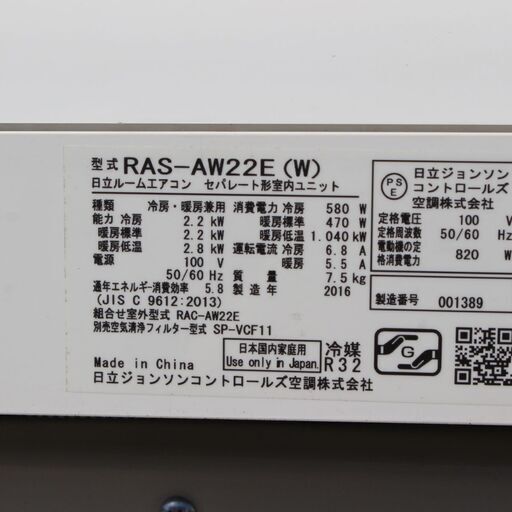 型式 RAS-AW22E (W)
日立ルームエアコン セパレート形室内ユニット
種類 冷房・暖房兼用
能力 冷房 2.2 kW
暖房標準 2.2 kW
暖房低温 2.8 kW
電源 100 V
50/60 Hz
通年エネルギー消費効率 5.8
(JIS C 9612:2013)
組合せ室外型式 RAC-AW22E
別売空気清浄フィルター型式 SP-VCF11
消費電力 冷房 580 W
暖房標準 470 W
暖房低温 1.040 kW
運転電流 冷房 6.8 A
暖房 5.5 A
質量 7.5 kg
製造年 2016
Made in China
日本国内家庭用
Use only in Japan.
冷媒
R32
日立ジョンソンコントロールズ空調株式会社
PS
E
日立ジョンソン
コントロールズ
空調株式会社
定格電圧 100 V
定格周波数 50/60 Hz
電動機の定
格消費電力 820 W
製造番号 001389
G